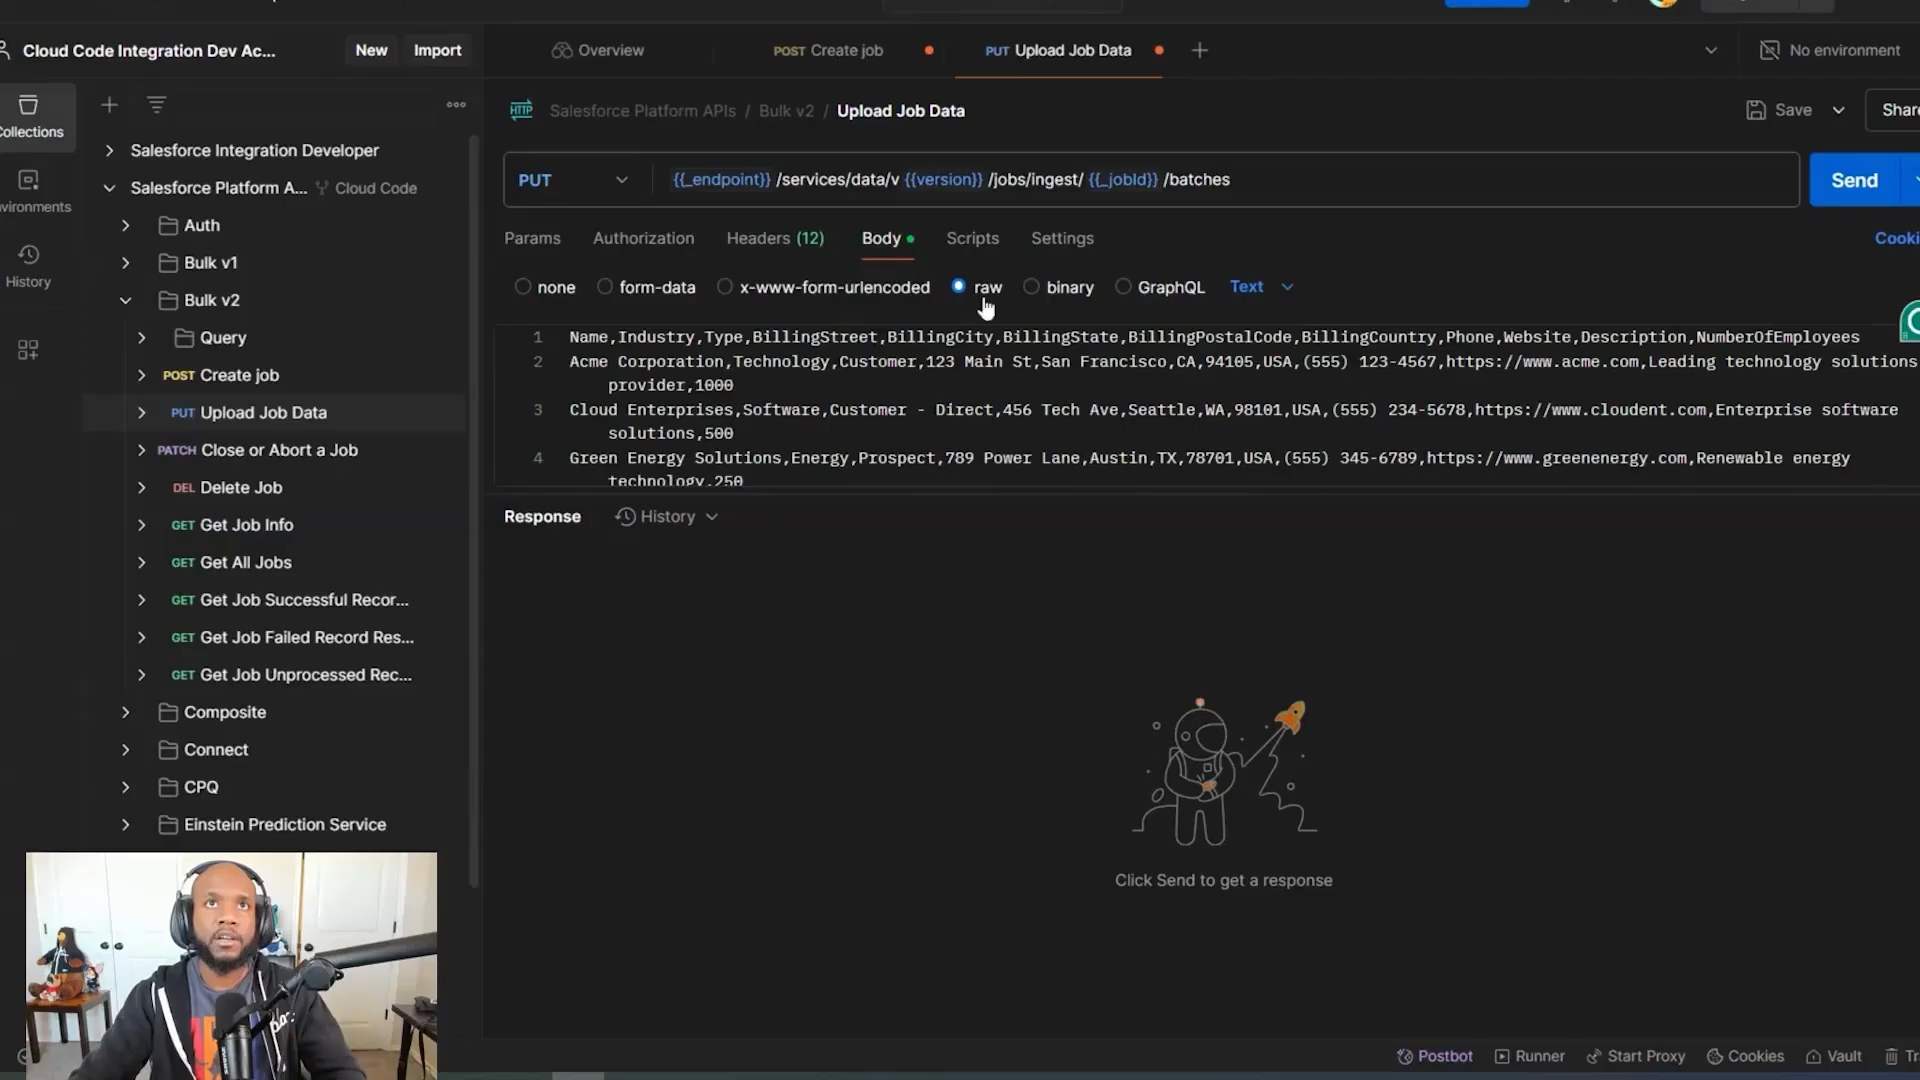 Cloud Code Integration Dev Ac...
New
Import
Overview
POST Create job
PUT Upload Job Data
No environment
Collections
History
Salesforce Integration Developer
Salesforce Platform A... Cloud Code
Auth
Bulk v1
Bulk v2
Query
POST Create job
PUT Upload Job Data
PATCH Close or Abort a Job
DEL Delete Job
GET Get Job Info
GET Get All Jobs
GET Get Job Successful Recor...
GET Get Job Failed Record Res...
GET Get Job Unprocessed Rec...
Composite
Connect
CPQ
Einstein Prediction Service
HTTP Salesforce Platform APIs / Bulk v2 / Upload Job Data
Save
Share
PUT {{_endpoint}} /services/data/v {{version}} /jobs/ingest/ {{_jobId}} /batches
Send
Params Authorization Headers (12) Body Scripts Settings
Cooki
none form-data x-www-form-urlencoded raw binary GraphQL Text
1 Name,Industry,Type,BillingStreet,BillingCity,BillingState,BillingPostalCode,BillingCountry,Phone,Website,Description,NumberOfEmployees
2 Acme Corporation,Technology,Customer,123 Main St,San Francisco,CA,94105,USA,(555) 123-4567,https://www.acme.com,Leading technology solutions
provider,1000
3 Cloud Enterprises,Software,Customer - Direct,456 Tech Ave,Seattle,WA,98101,USA,(555) 234-5678,https://www.cloudent.com,Enterprise software
solutions,500
4 Green Energy Solutions,Energy,Prospect,789 Power Lane,Austin,TX,78701,USA,(555) 345-6789,https://www.greenenergy.com,Renewable energy
technology,250
Response History
Click Send to get a response
Postbot Runner Start Proxy Cookies Vault Tr